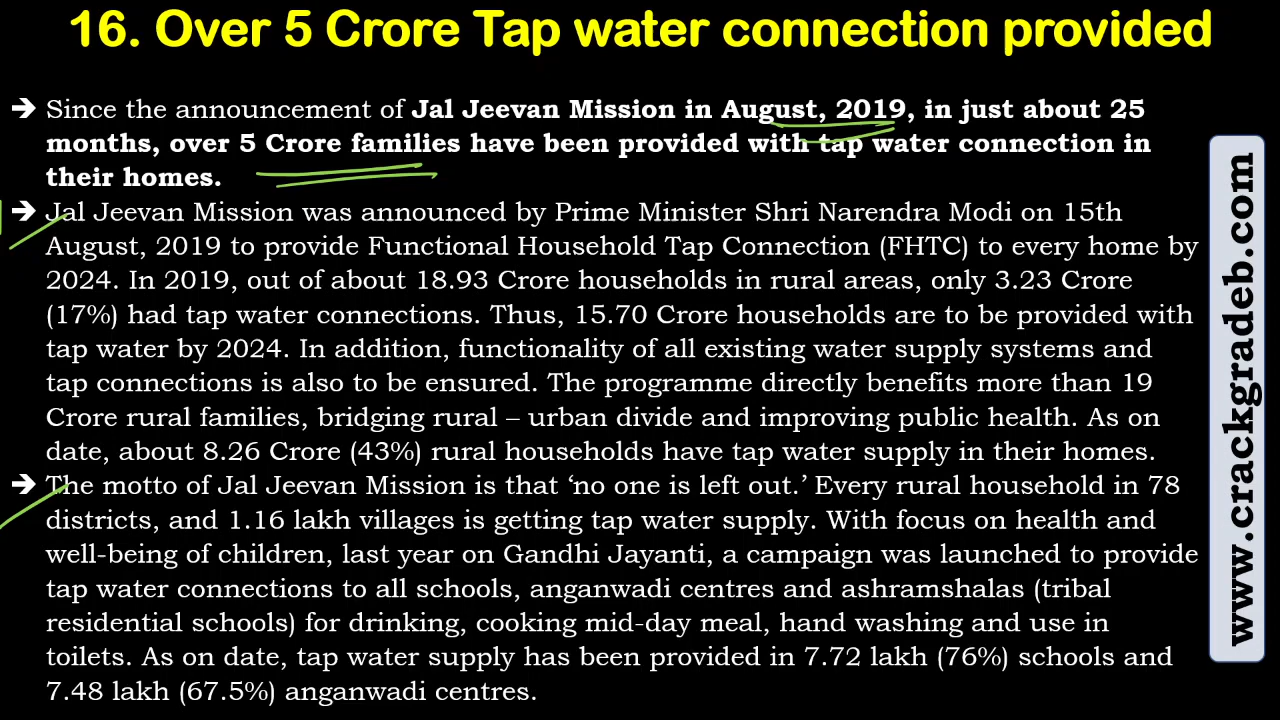 16. Over 5 Crore Tap water connection provided
➔ Since the announcement of Jal Jeevan Mission in August, 2019, in just about 25
months, over 5 Crore families have been provided with tap water connection in
their homes.
➔ Jal Jeevan Mission was announced by Prime Minister Shri Narendra Modi on 15th
August, 2019 to provide Functional Household Tap Connection (FHTC) to every home by
2024. In 2019, out of about 18.93 Crore households in rural areas, only 3.23 Crore
(17%) had tap water connections. Thus, 15.70 Crore households are to be provided with
tap water by 2024. In addition, functionality of all existing water supply systems and
tap connections is also to be ensured. The programme directly benefits more than 19
Crore rural families, bridging rural – urban divide and improving public health. As on
date, about 8.26 Crore (43%) rural households have tap water supply in their homes.
➔ The motto of Jal Jeevan Mission is that ‘no one is left out.’ Every rural household in 78
districts, and 1.16 lakh villages is getting tap water supply. With focus on health and
well-being of children, last year on Gandhi Jayanti, a campaign was launched to provide
tap water connections to all schools, anganwadi centres and ashramshalas (tribal
residential schools) for drinking, cooking mid-day meal, hand washing and use in
toilets. As on date, tap water supply has been provided in 7.72 lakh (76%) schools and
7.48 lakh (67.5%) anganwadi centres.
www.crackgradeb.com